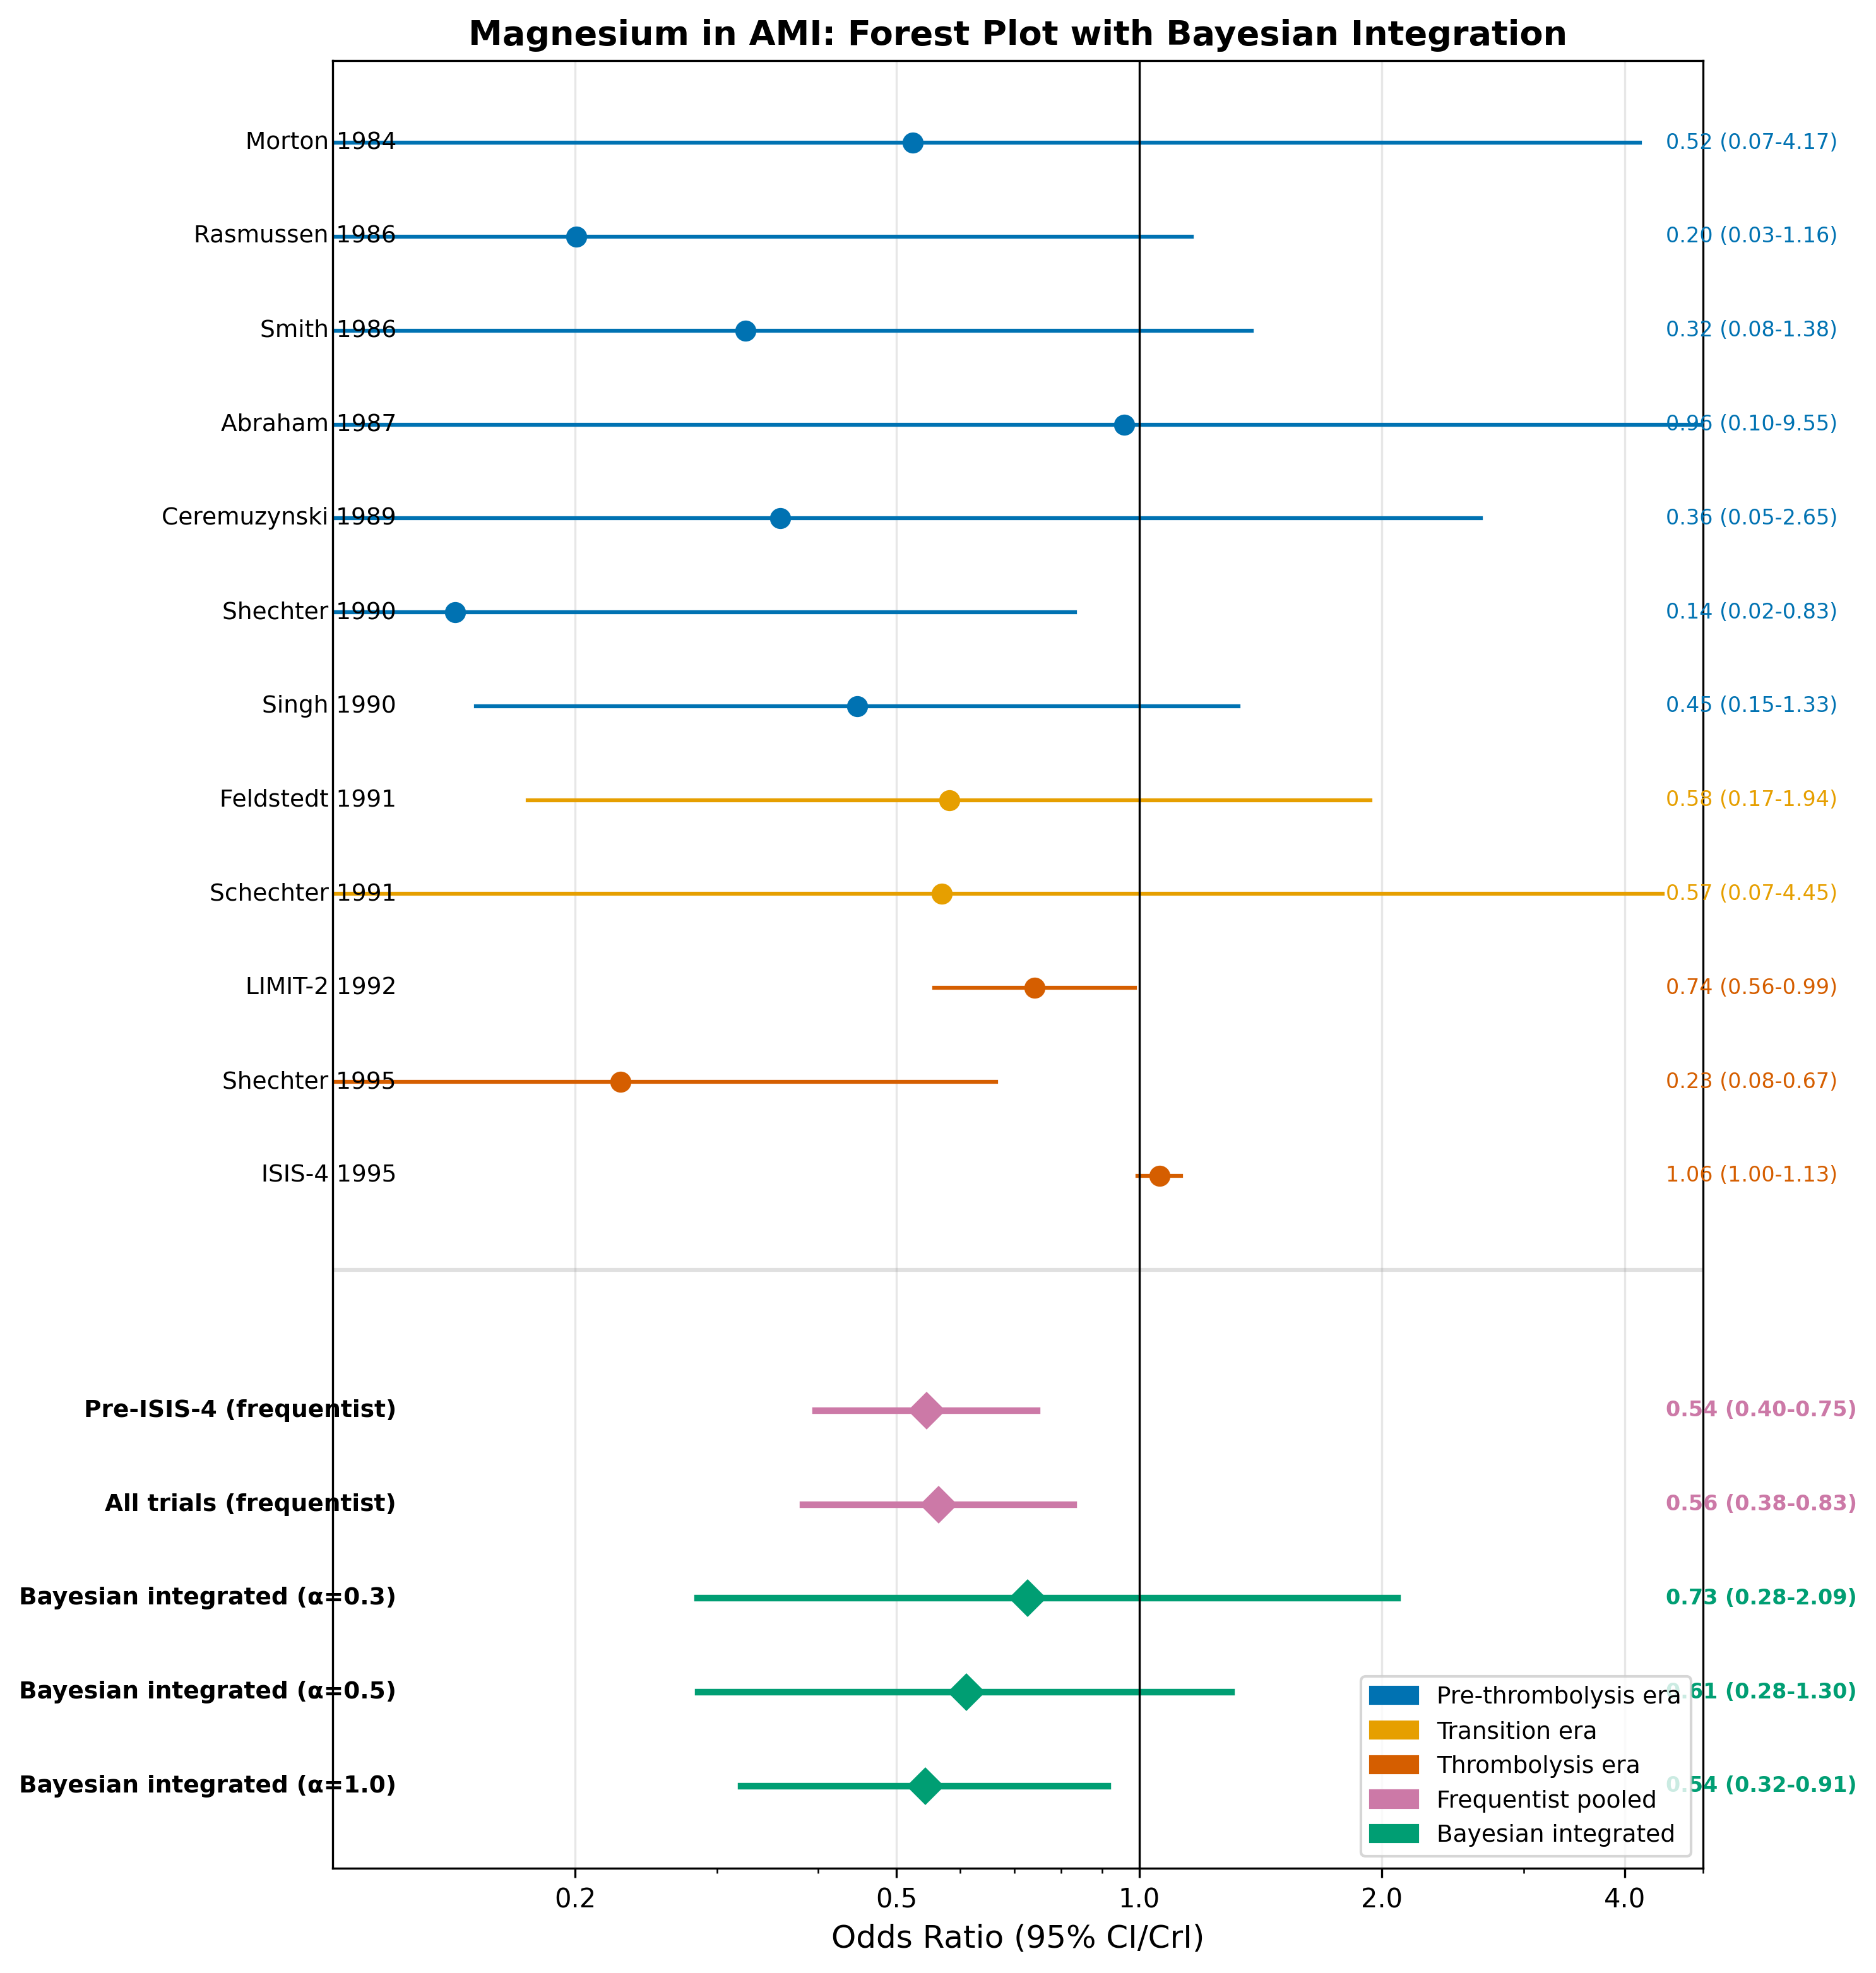 Magnesium in AMI: Forest Plot with Bayesian Integration
Morton 1984 0.52 (0.07-4.17)
Rasmussen 1986 0.20 (0.03-1.16)
Smith 1986 0.32 (0.08-1.38)
Abraham 1987 0.96 (0.10-9.55)
Ceremuzynski 1989 0.36 (0.05-2.65)
Shechter 1990 0.14 (0.02-0.83)
Singh 1990 0.45 (0.15-1.33)
Feldstedt 1991 0.58 (0.17-1.94)
Schechter 1991 0.57 (0.07-4.45)
LIMIT-2 1992 0.74 (0.56-0.99)
Shechter 1995 0.23 (0.08-0.67)
ISIS-4 1995 1.06 (1.00-1.13)
Pre-ISIS-4 (frequentist) 0.54 (0.40-0.75)
All trials (frequentist) 0.56 (0.38-0.83)
Bayesian integrated (α=0.3) 0.73 (0.28-2.09)
Bayesian integrated (α=0.5) 0.61 (0.28-1.30)
Bayesian integrated (α=1.0) 0.54 (0.32-0.91)
Pre-thrombolysis era
Transition era
Thrombolysis era
Frequentist pooled
Bayesian integrated
0.2 0.5 1.0 2.0 4.0
Odds Ratio (95% CI/CrI)